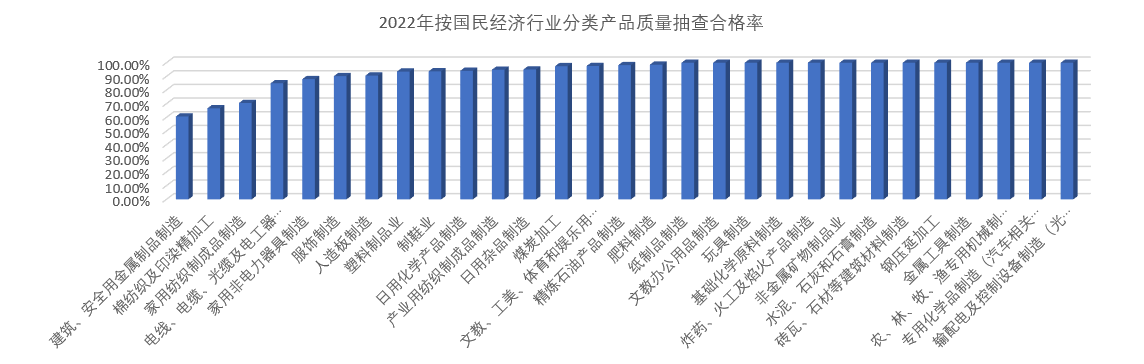 2022年按国民经济行业分类产品质量抽查合格率
100.00%
90.00%
80.00%
70.00%
60.00%
50.00%
40.00%
30.00%
20.00%
10.00%
0.00%
建筑、安全用金属制品制造
棉纺织及印染精加工
家用纺织制成品制造
电线、电缆、光缆及电工器…
家用非电力器具制造
服饰制造
人造板制造
塑料制品业
制鞋业
日用化学产品制造
产业用纺织制成品制造
日用杂品制造
煤炭加工
文教、工美、体育和娱乐用…
精炼石油产品制造
肥料制造
纸制品制造
文教办公用品制造
玩具制造
基础化学原料制造
炸药、火工及焰火产品制造
非金属矿物制品业
水泥、石灰和石膏制造
砖瓦、石材等建筑材料制造
钢压延加工
金属工具制造
农、林、牧、渔专用机械制…
专用化学品制造（汽车相关…
输配电及控制设备制造（光…